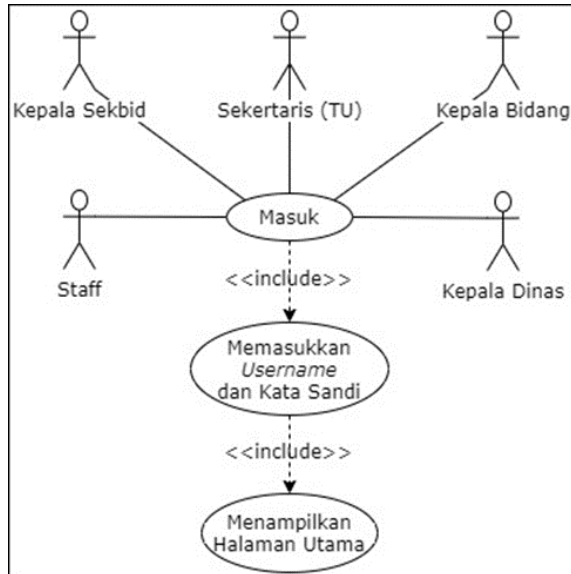 Kepala Sekbid
Sekertaris (TU)
Kepala Bidang
Masuk
Staff
Kepala Dinas
<<include>>
Memasukkan
Username
dan Kata Sandi
<<include>>
Menampilkan
Halaman Utama